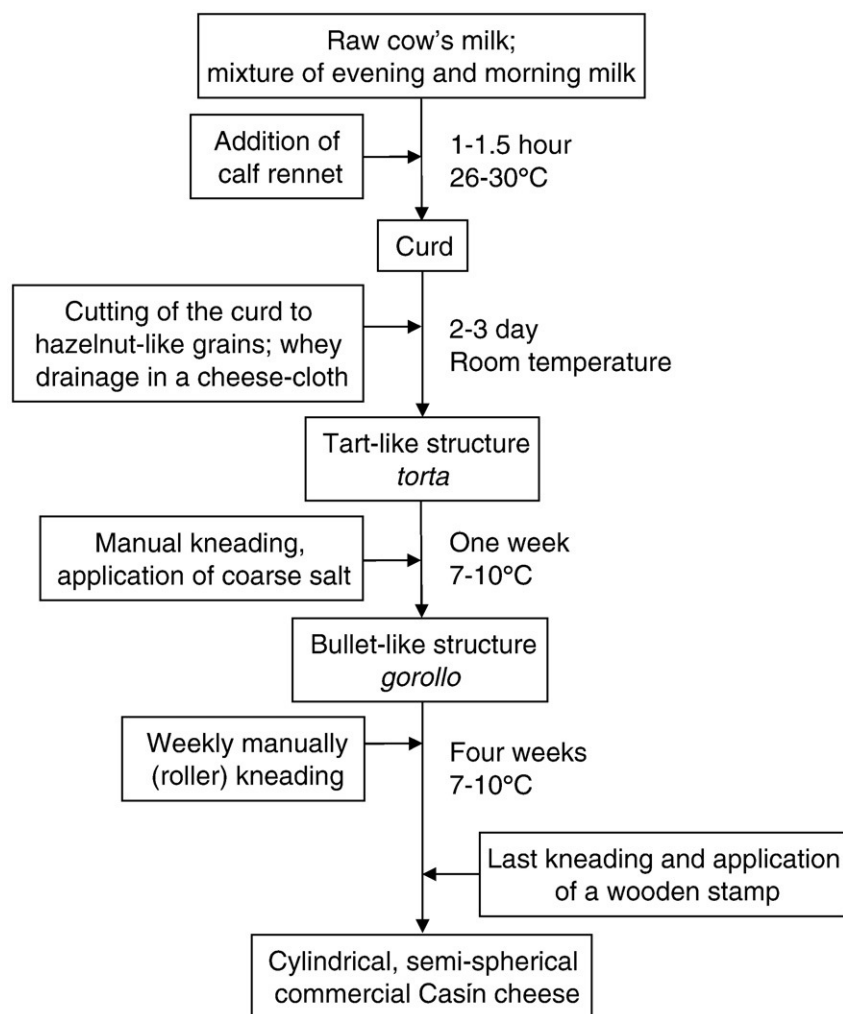 Raw cow's milk;
mixture of evening and morning milk
Addition of
calf rennet
1-1.5 hour
26-30°C
Curd
Cutting of the curd to
hazelnut-like grains; whey
drainage in a cheese-cloth
2-3 day
Room temperature
Tart-like structure
torta
Manual kneading,
application of coarse salt
One week
7-10°C
Bullet-like structure
gorollo
Weekly manually
(roller) kneading
Four weeks
7-10°C
Last kneading and application
of a wooden stamp
Cylindrical, semi-spherical
commercial Casín cheese